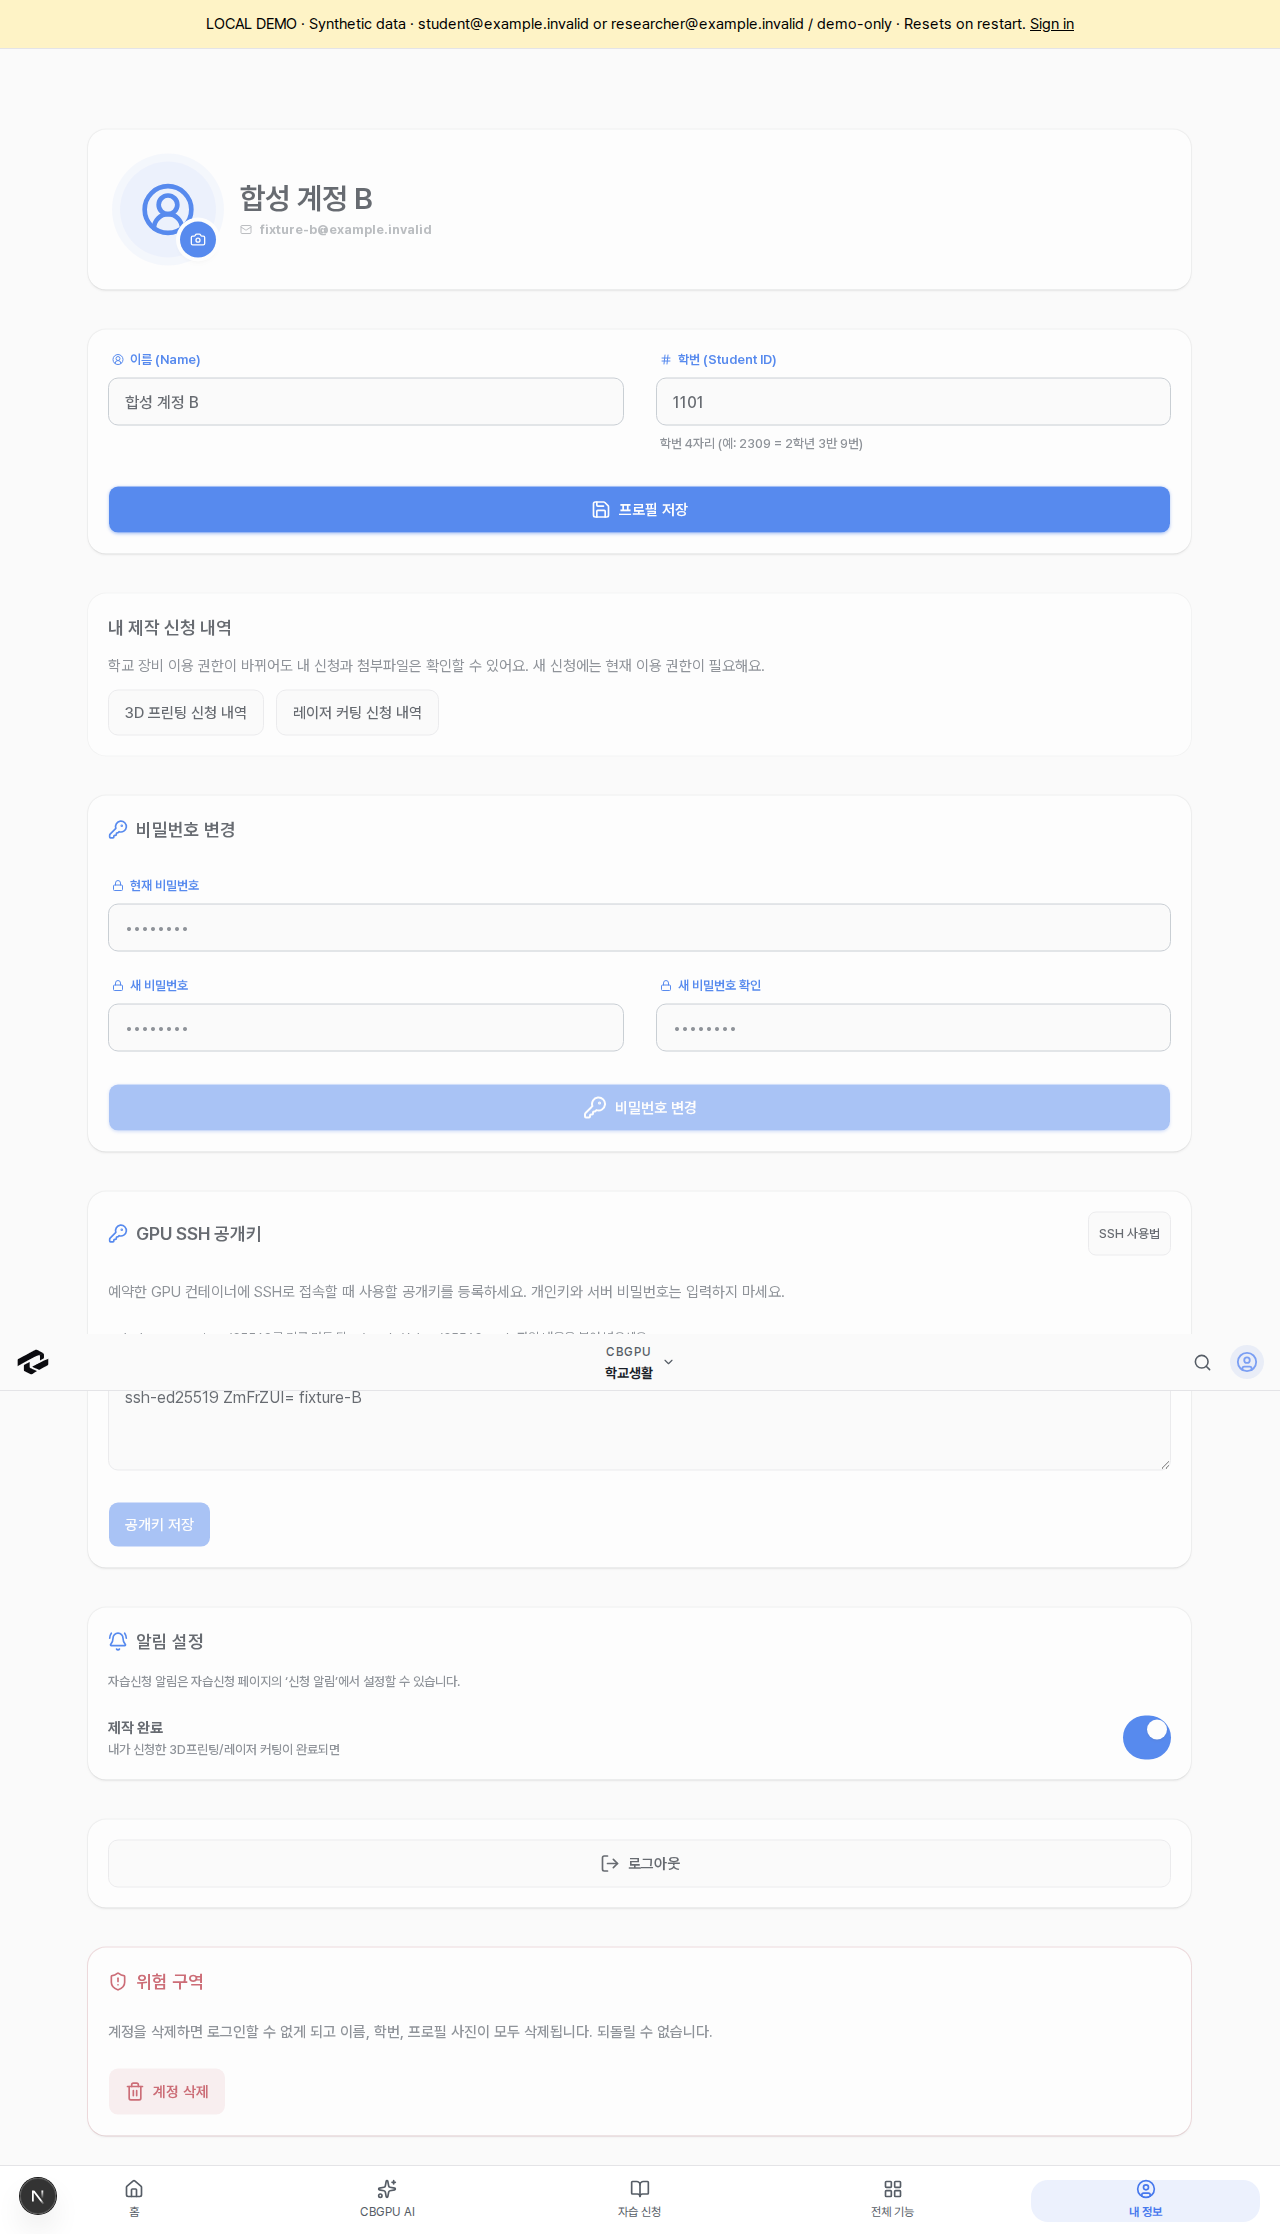 LOCAL DEMO · Synthetic data · student@example.invalid or researcher@example.invalid / demo-only · Resets on restart. Sign in
합성 계정 B
fixture-b@example.invalid
이름 (Name)
학번 (Student ID)
합성 계정 B
1101
학번 4자리 (예: 2309 = 2학년 3반 9번)
프로필 저장
내 제작 신청 내역
학교 장비 이용 권한이 바뀌어도 내 신청과 첨부파일은 확인할 수 있어요. 새 신청에는 현재 이용 권한이 필요해요.
3D 프린팅 신청 내역
레이저 커팅 신청 내역
비밀번호 변경
현재 비밀번호
••••••••
새 비밀번호
새 비밀번호 확인
••••••••
••••••••
비밀번호 변경
GPU SSH 공개키
SSH 사용법
예약한 GPU 컨테이너에 SSH로 접속할 때 사용할 공개키를 등록하세요. 개인키와 서버 비밀번호는 입력하지 마세요.
CBGPU
학교생활
ssh-ed25519 ZmFrZUI= fixture-B
공개키 저장
알림 설정
자습신청 알림은 자습신청 페이지의 ‘신청 알림’에서 설정할 수 있습니다.
제작 완료
내가 신청한 3D프린팅/레이저 커팅이 완료되면
로그아웃
위험 구역
계정을 삭제하면 로그인할 수 없게 되고 이름, 학번, 프로필 사진이 모두 삭제됩니다. 되돌릴 수 없습니다.
계정 삭제
N
홈
CBGPU AI
자습 신청
전체 기능
내 정보